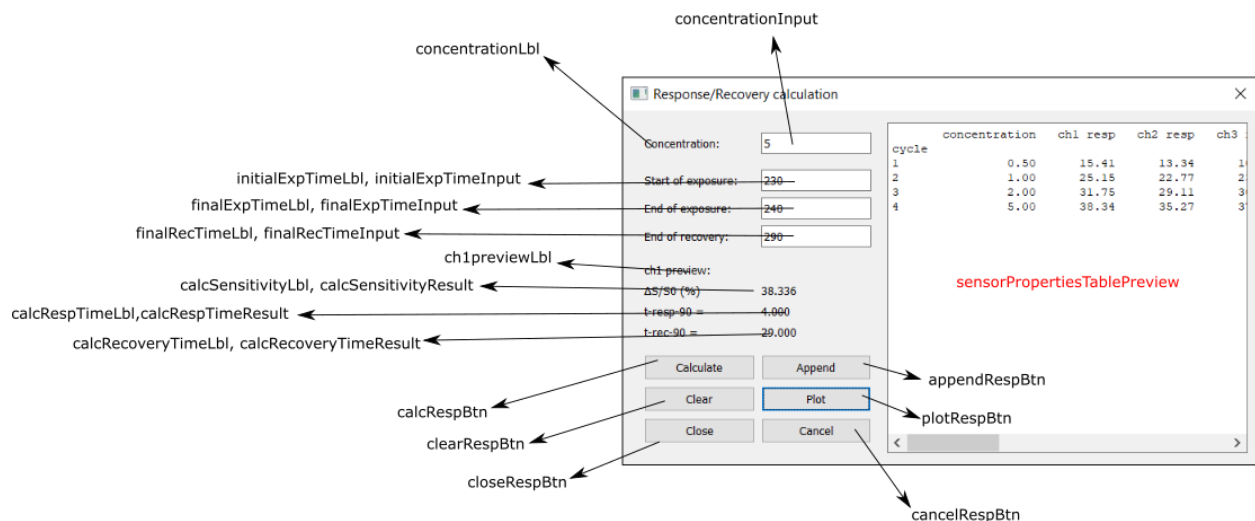 concentrationInput
concentrationLbl
Response/Recovery calculation
Concentration: 5
initialExpTimeLbl, initialExpTimeInput
Start of exposure: 230
finalExpTimeLbl, finalExpTimeInput
End of exposure: 240
finalRecTimeLbl, finalRecTimeInput
End of recovery: 290
ch1previewLbl
ch1 preview:
calcSensitivityLbl, calcSensitivityResult
ΔS/S0 (%) 38.336
calcRespTimeLbl,calcRespTimeResult
t-resp-90 = 4.000
calcRecoveryTimeLbl, calcRecoveryTimeResult
t-rec-90 = 29.000
concentration ch1 resp ch2 resp ch3
cycle
1 0.50 15.41 13.34
2 1.00 25.15 22.77
3 2.00 31.75 29.11
4 5.00 38.34 35.27
sensorPropertiesTablePreview
Calculate Append
Clear Plot
Close Cancel
appendRespBtn
calcRespBtn
plotRespBtn
clearRespBtn
closeRespBtn
cancelRespBtn